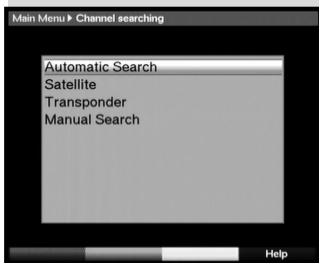 Main Menu ▶ Channel searching
Automatic Search
Satellite
Transponder
Manual Search
Help